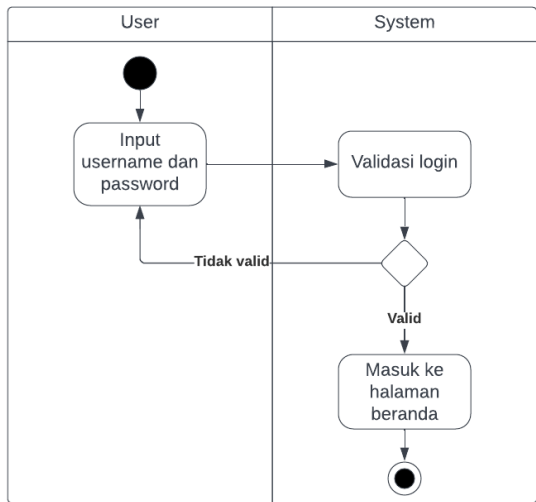 User
System
Input
username dan
password
Validasi login
Tidak valid
Valid
Masuk ke
halaman
beranda